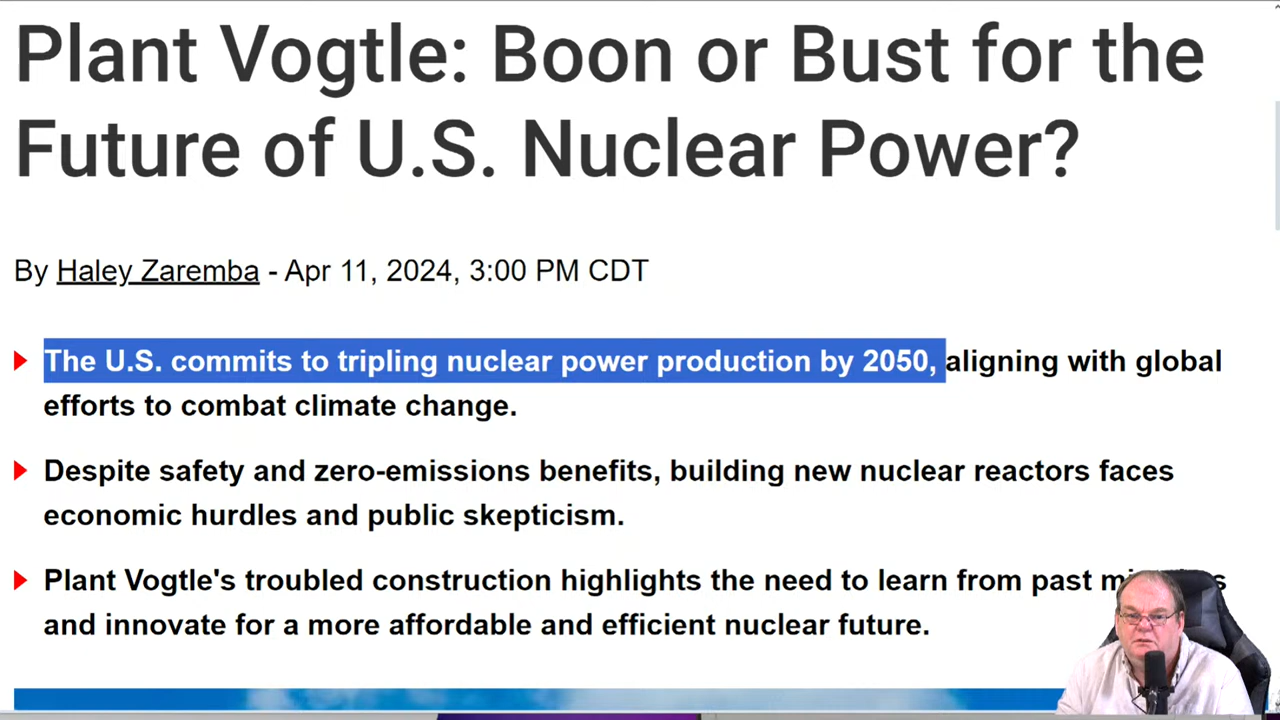 Plant Vogtle: Boon or Bust for the
Future of U.S. Nuclear Power?
By Haley Zaremba - Apr 11, 2024, 3:00 PM CDT
The U.S. commits to tripling nuclear power production by 2050, aligning with global
efforts to combat climate change.
Despite safety and zero-emissions benefits, building new nuclear reactors faces
economic hurdles and public skepticism.
Plant Vogtle's troubled construction highlights the need to learn from past
and innovate for a more affordable and efficient nuclear future.